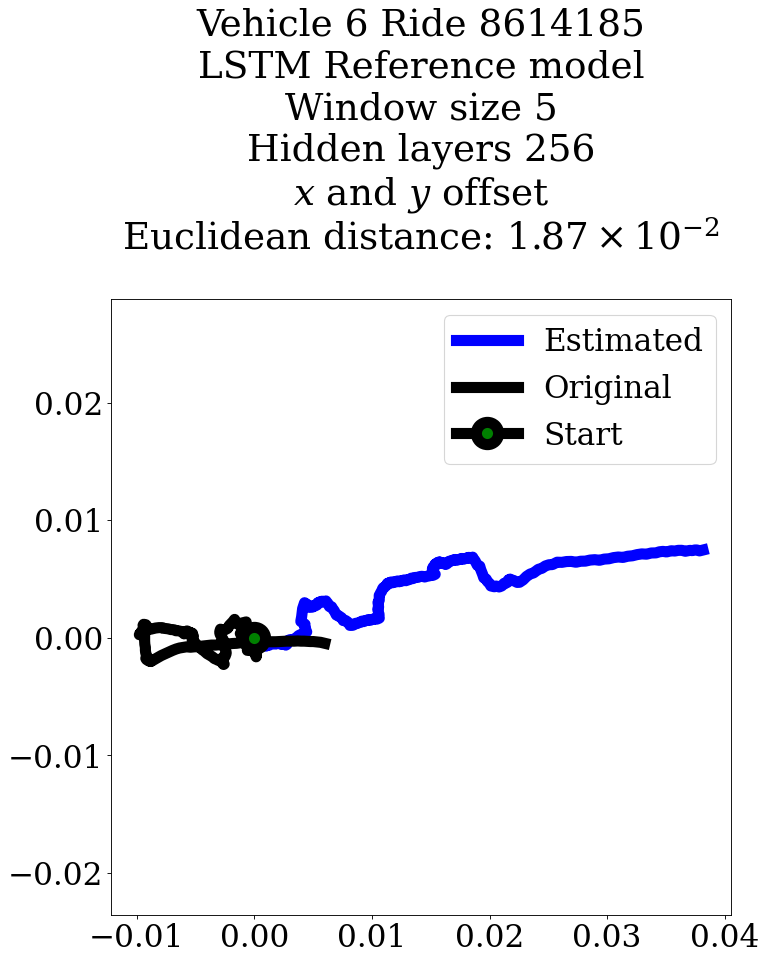 Vehicle 6 Ride 8614185
LSTM Reference model
Window size 5
Hidden layers 256
x and y offset
Euclidean distance: 1.87 × 10⁻²
Estimated
Original
Start
0.02
0.01
0.00
−0.01
−0.02
−0.01 0.00 0.01 0.02 0.03 0.04